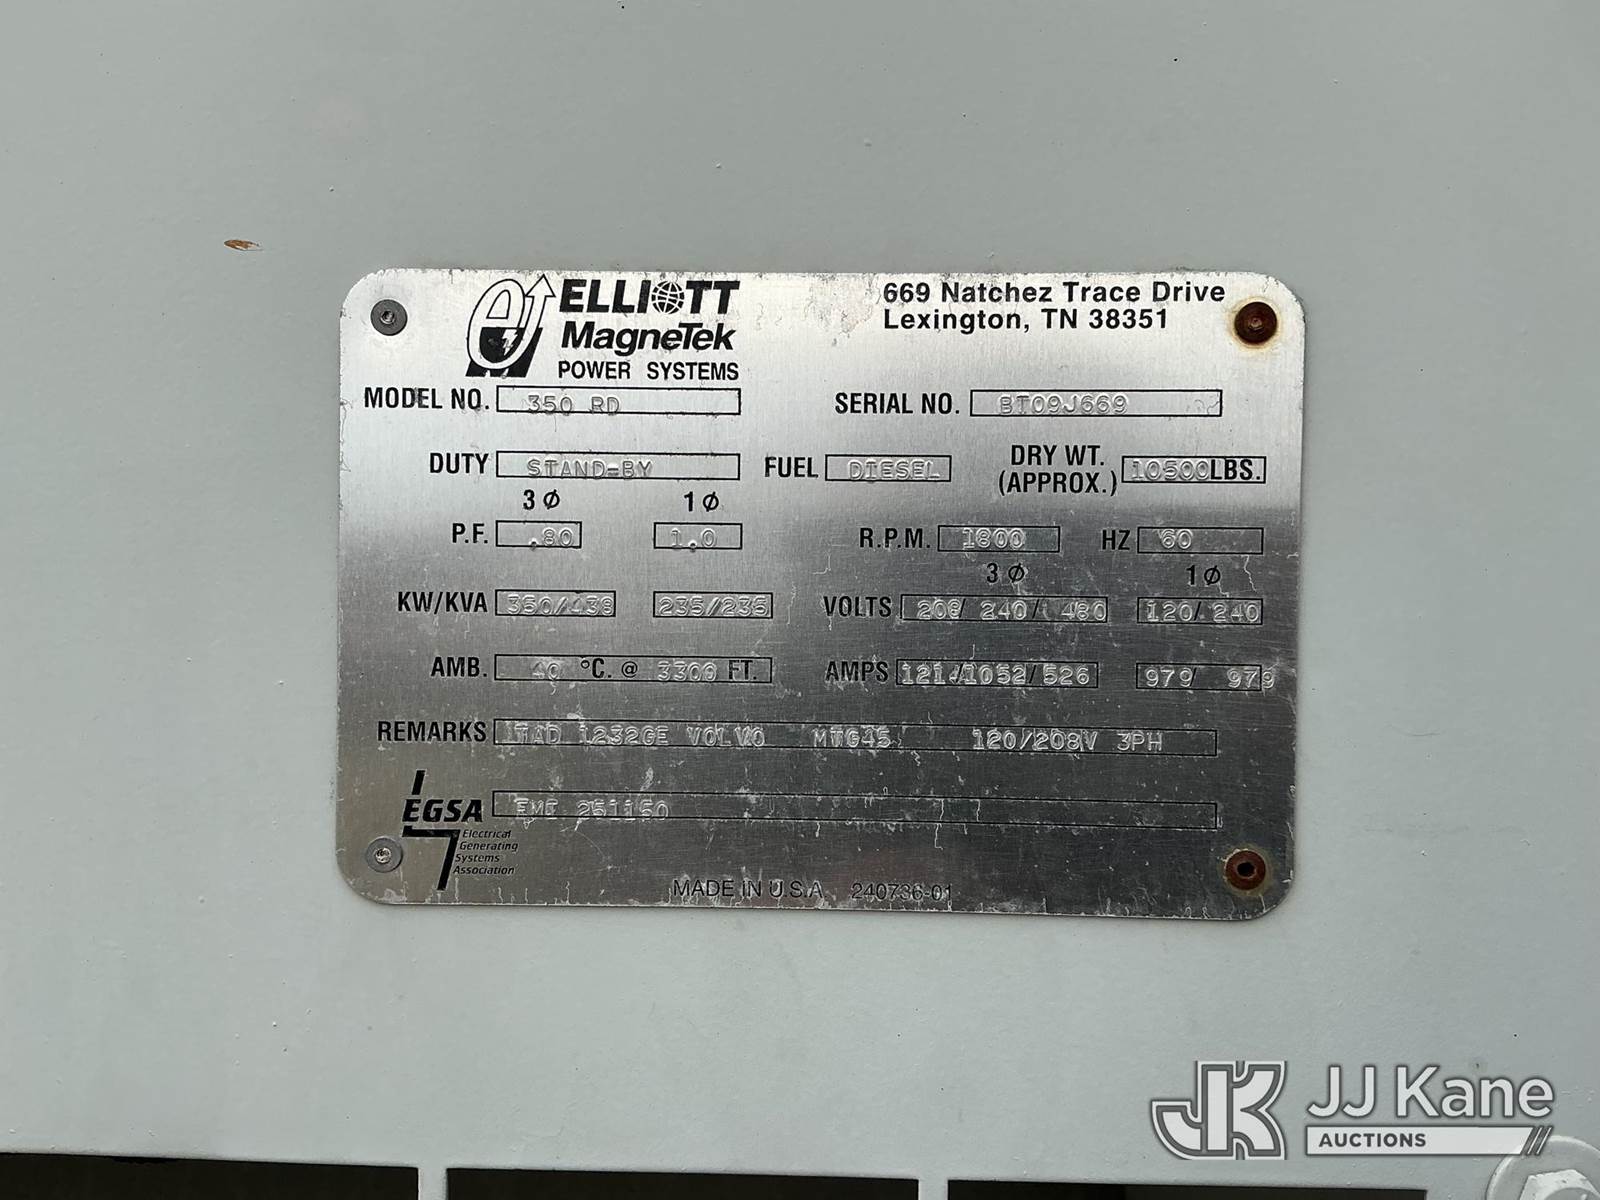 ELLIOTT
MagneTek
POWER SYSTEMS
669 Natchez Trace Drive
Lexington, TN 38351
MODEL NO. 350 RD SERIAL NO. BT09J669
DUTY STAND-BY FUEL DIESEL DRY WT. (APPROX.) 10500 LBS.
3 Ø 1 Ø
P.F. .80 1.0 R.P.M. 1800 HZ 60
3 Ø 1 Ø
KW/KVA 350/438 235/235 VOLTS 208/ 240/ 480 120/ 240
AMB. 40 °C. @ 3300 FT. AMPS 1214/1052/526 979/ 979
REMARKS TAD 1232GE VOLVO MTG45 120/208V 3PH
EGSA EMI 251150
Electrical
Generating
Systems
Association
MADE IN U.S.A. 240736-01
JK JJ Kane
AUCTIONS